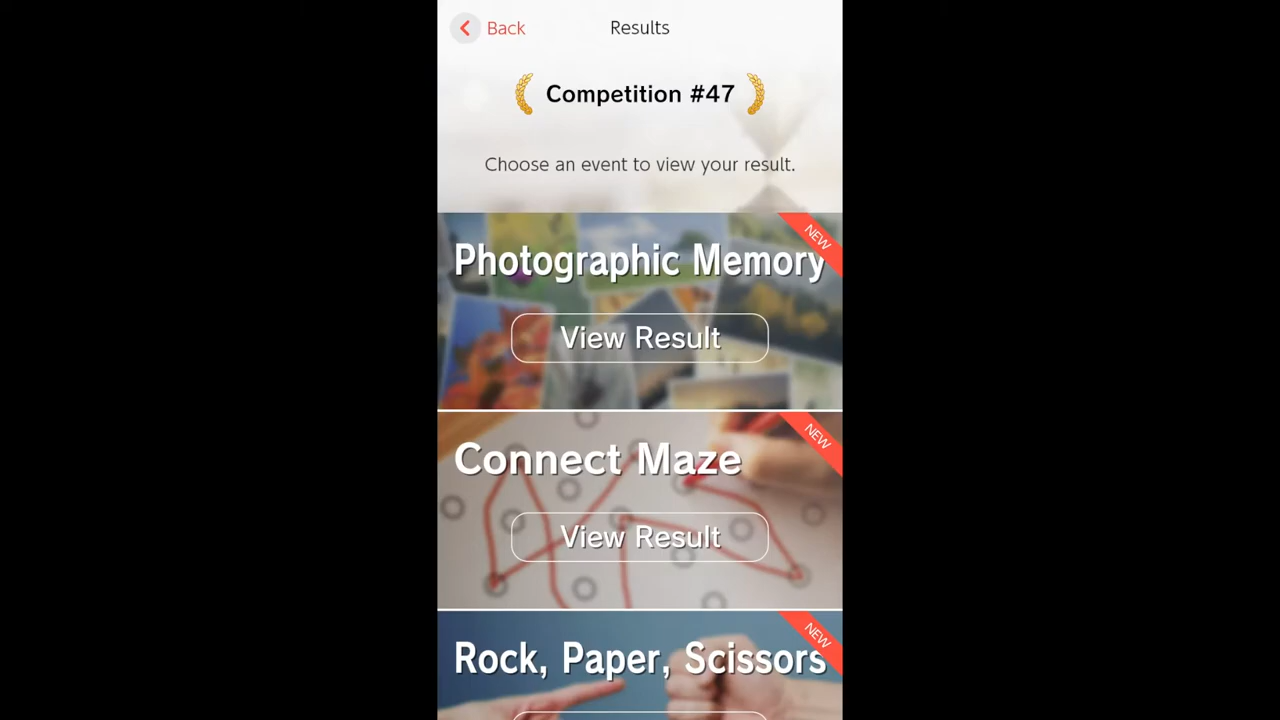 Back
Results
Competition #47
Choose an event to view your result.
NEW
Photographic Memory
View Result
NEW
Connect Maze
View Result
NEW
Rock, Paper, Scissors